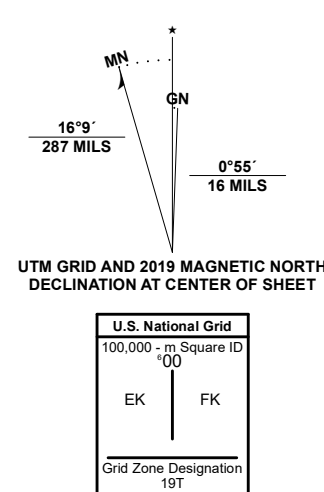 ★
MN
GN
16°9´
287 MILS
0°55´
16 MILS
UTM GRID AND 2019 MAGNETIC NORTH
DECLINATION AT CENTER OF SHEET
U.S. National Grid
100,000 - m Square ID
⁶00
EK FK
Grid Zone Designation
19T